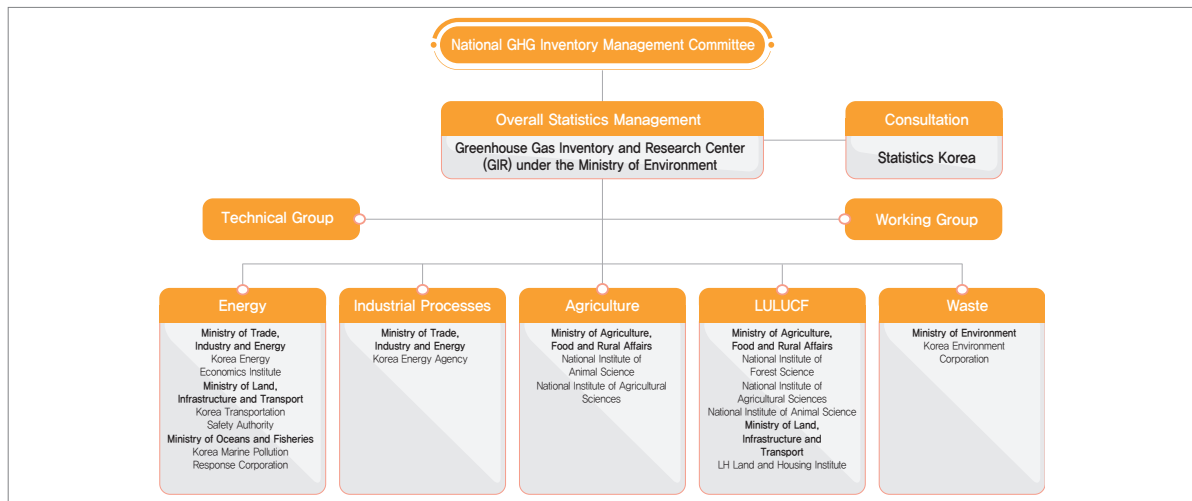 National GHG Inventory Management Committee
Overall Statistics Management
Greenhouse Gas Inventory and Research Center
(GIR) under the Ministry of Environment
Consultation
Statistics Korea
Technical Group
Working Group
Energy
Ministry of Trade,
Industry and Energy
Korea Energy
Economics Institute
Ministry of Land,
Infrastructure and Transport
Korea Transportation
Safety Authority
Ministry of Oceans and Fisheries
Korea Marine Pollution
Response Corporation
Industrial Processes
Ministry of Trade,
Industry and Energy
Korea Energy Agency
Agriculture
Ministry of Agriculture,
Food and Rural Affairs
National Institute of
Animal Science
National Institute of Agricultural
Sciences
LULUCF
Ministry of Agriculture,
Food and Rural Affairs
National Institute of
Forest Science
National Institute of
Agricultural Sciences
National Institute of Animal Science
Ministry of Land,
Infrastructure and
Transport
LH Land and Housing Institute
Waste
Ministry of Environment
Korea Environment
Corporation